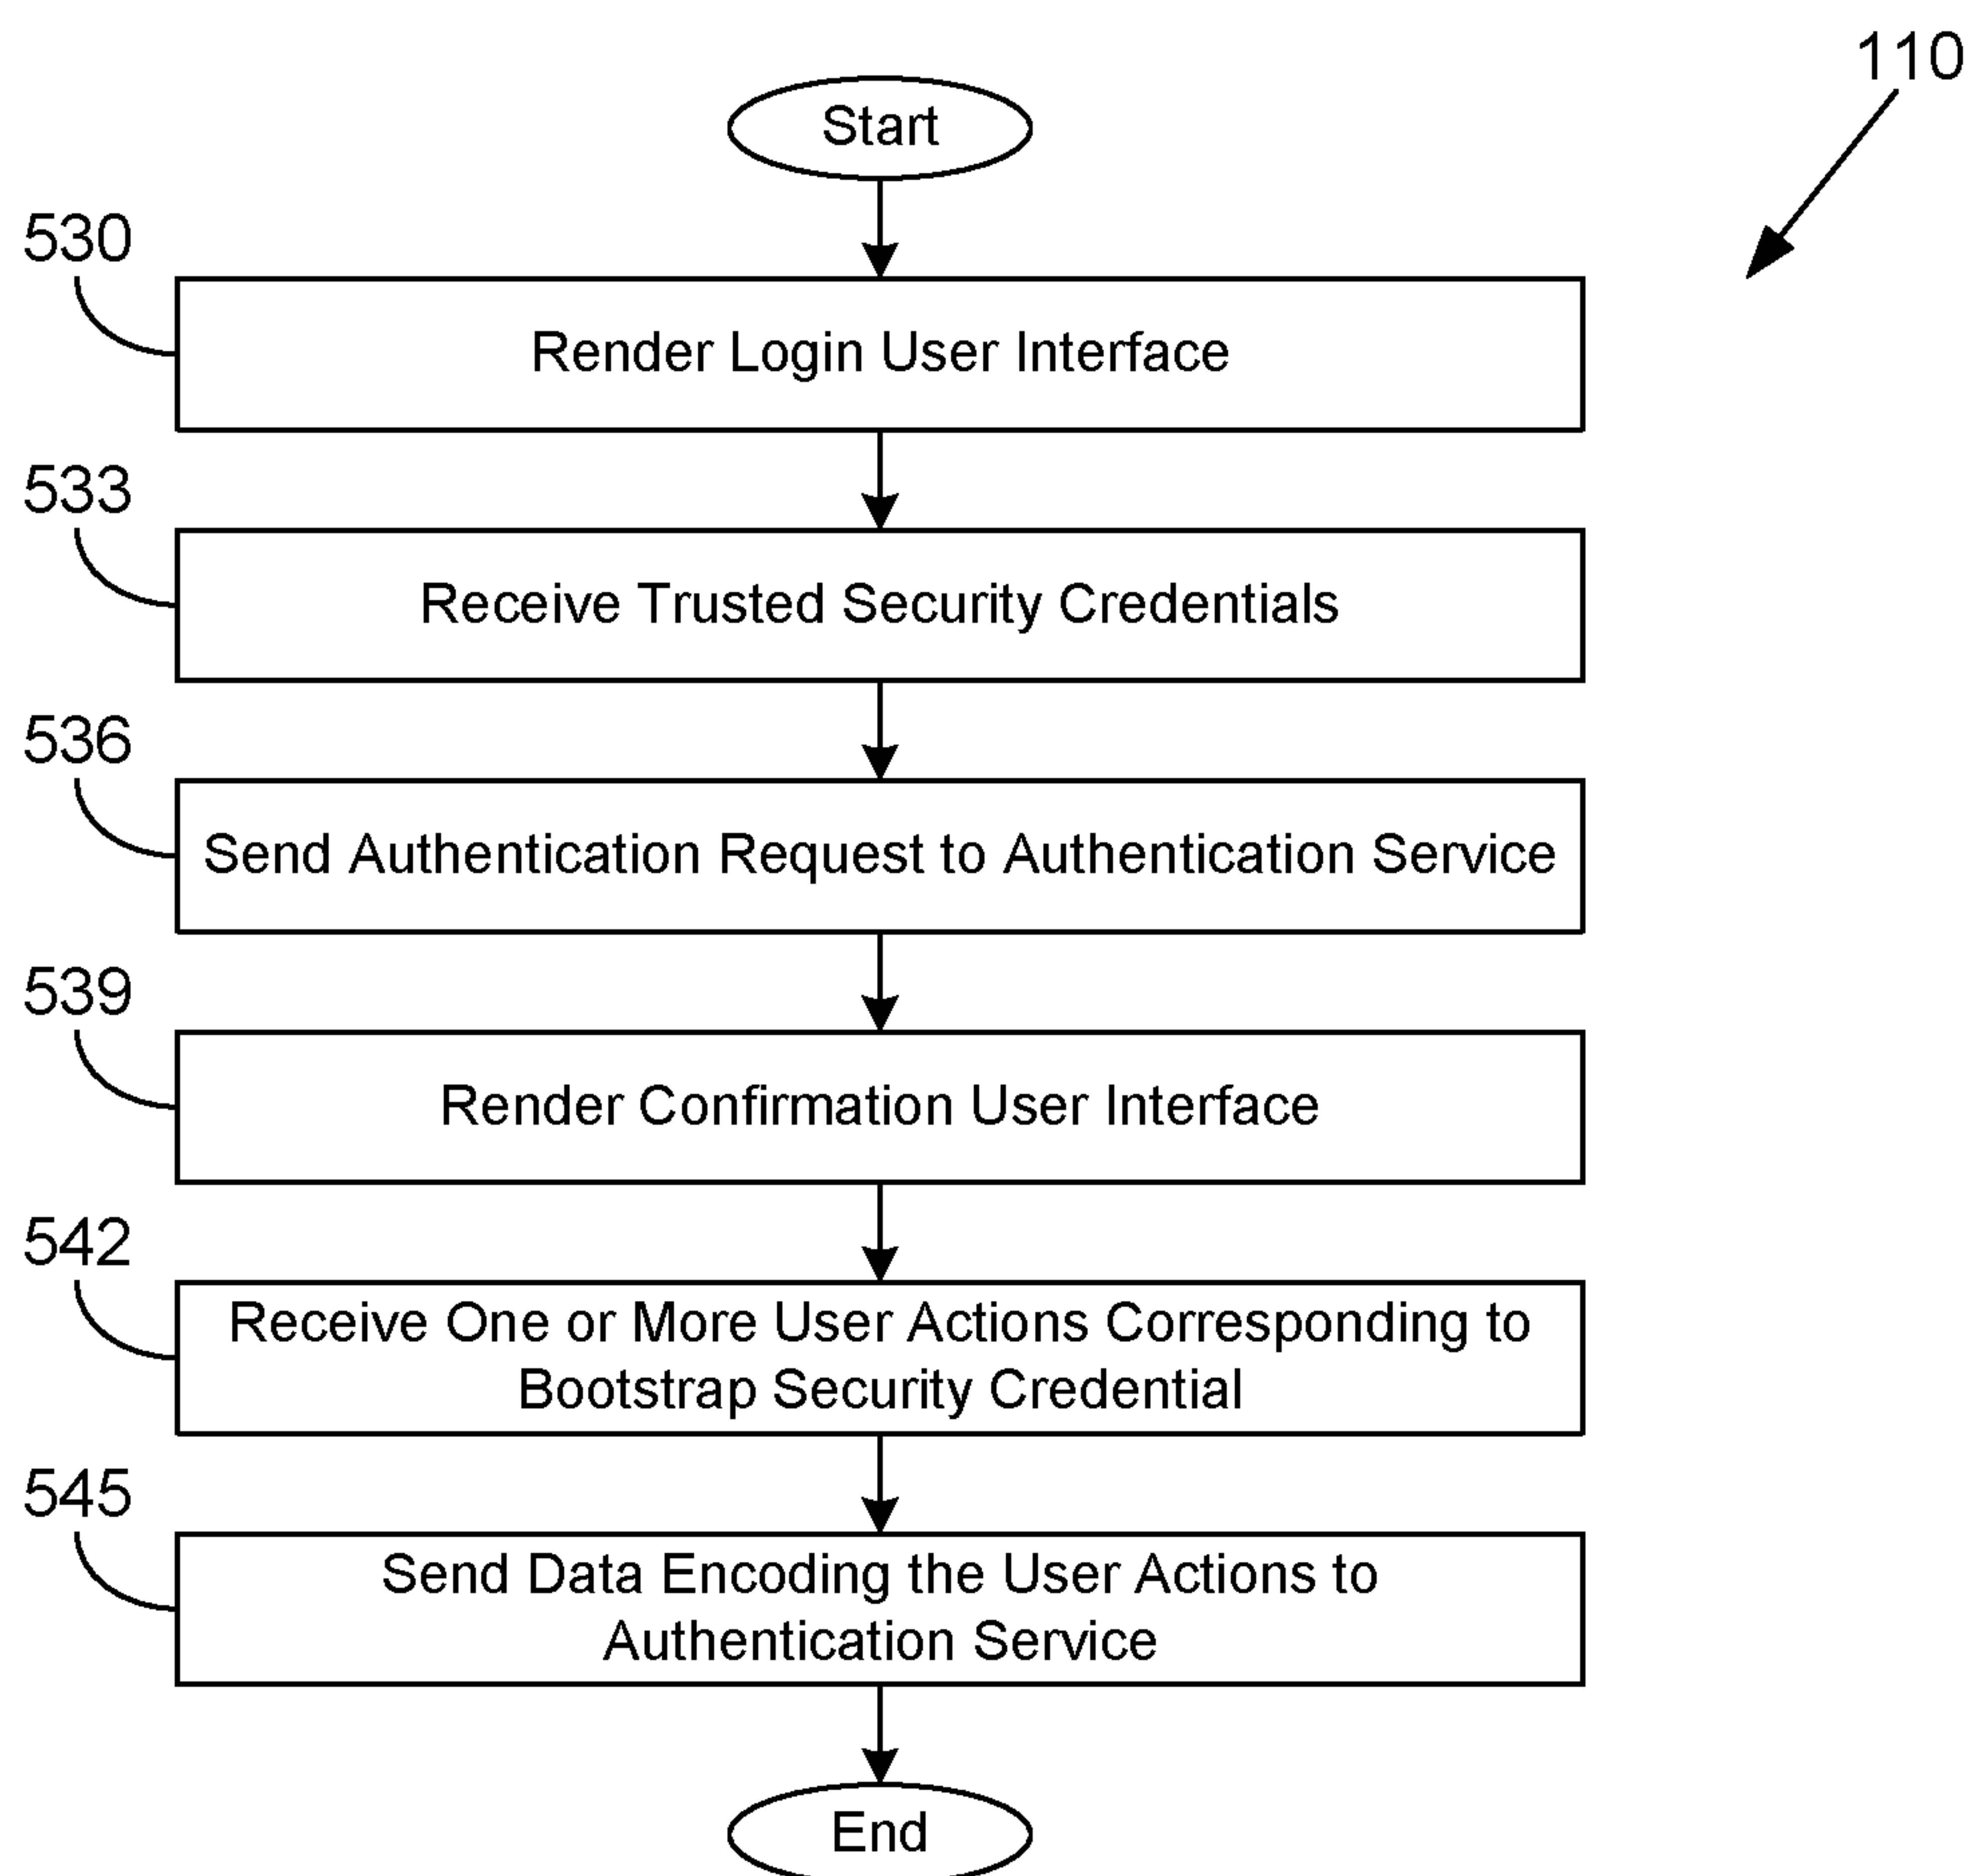 110
Start
530
Render Login User Interface
533
Receive Trusted Security Credentials
536
Send Authentication Request to Authentication Service
539
Render Confirmation User Interface
542
Receive One or More User Actions Corresponding to
Bootstrap Security Credential
545
Send Data Encoding the User Actions to
Authentication Service
End